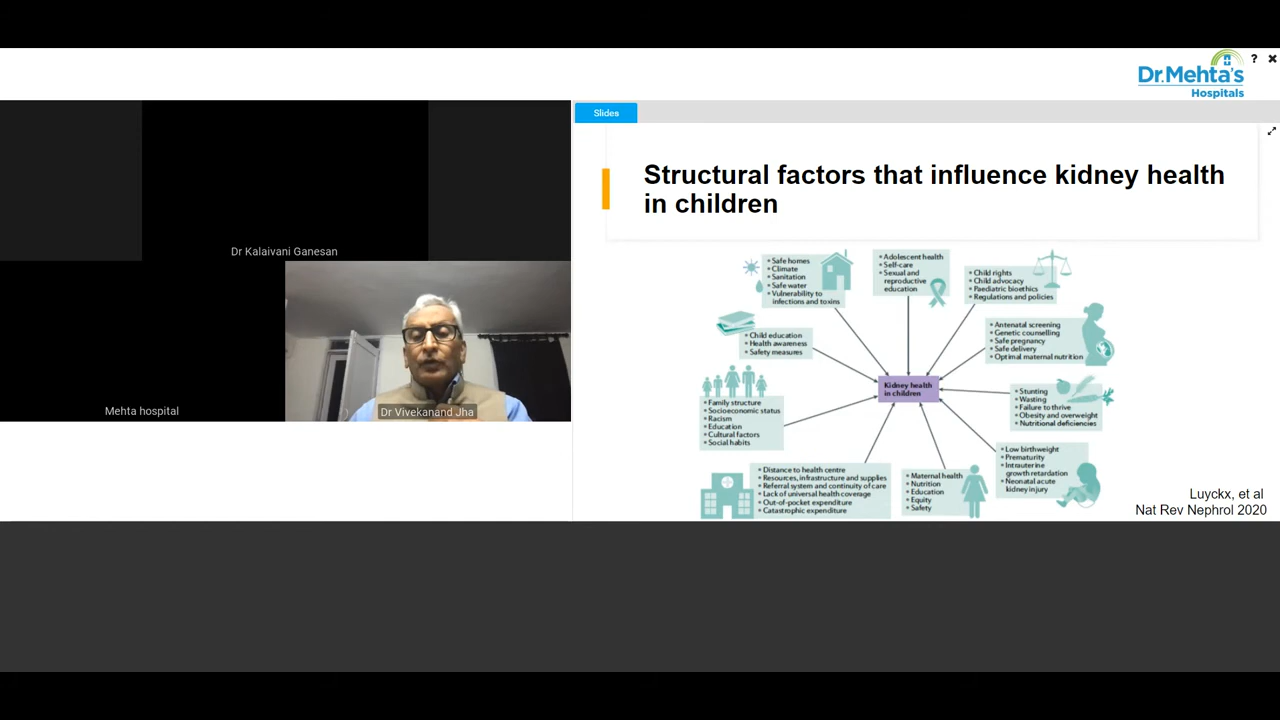 ? ✖
Dr.Mehta's
Hospitals
Slides
Dr Kalaivani Ganesan
Mehta hospital
Dr Vivekanand Jha
Structural factors that influence kidney health
in children
• Safe homes
• Climate
• Sanitation
• Safe water
• Vulnerability to
infections and toxins
• Adolescent health
• Self-care
• Sexual and
reproductive
education
• Child rights
• Child advocacy
• Paediatric bioethics
• Regulations and policies
• Child education
• Health awareness
• Safety measures
• Antenatal screening
• Genetic counselling
• Safe pregnancy
• Safe delivery
• Optimal maternal nutrition
Kidney health
in children
• Family structure
• Socioeconomic status
• Racism
• Education
• Cultural factors
• Social habits
• Stunting
• Wasting
• Failure to thrive
• Obesity and overweight
• Nutritional deficiencies
• Distance to health centre
• Resources, infrastructure and supplies
• Referral system and continuity of care
• Lack of universal health coverage
• Out-of-pocket expenditure
• Catastrophic expenditure
• Maternal health
• Nutrition
• Education
• Equity
• Safety
• Low birthweight
• Prematurity
• Intrauterine
growth retardation
• Neonatal acute
kidney injury
Luyckx, et al
Nat Rev Nephrol 2020